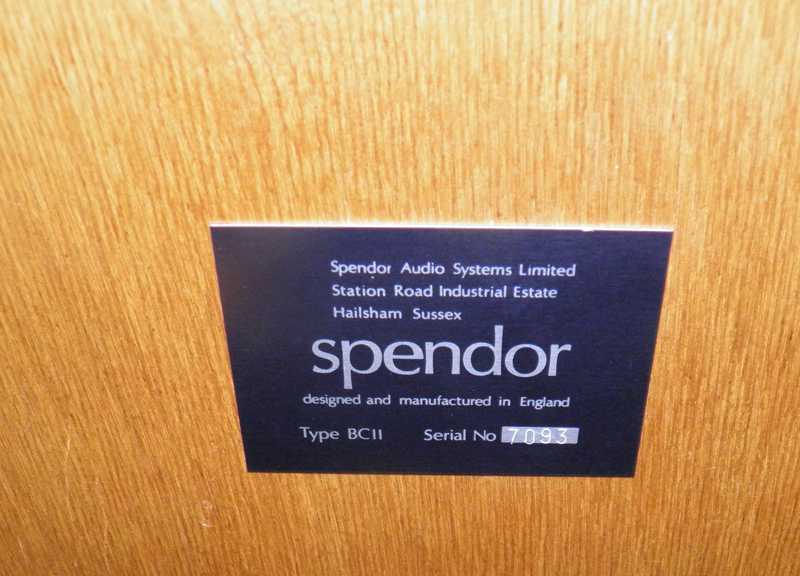 Spendor Audio Systems Limited
Station Road Industrial Estate
Hailsham Sussex
spendor
designed and manufactured in England
Type BCII Serial No 7093